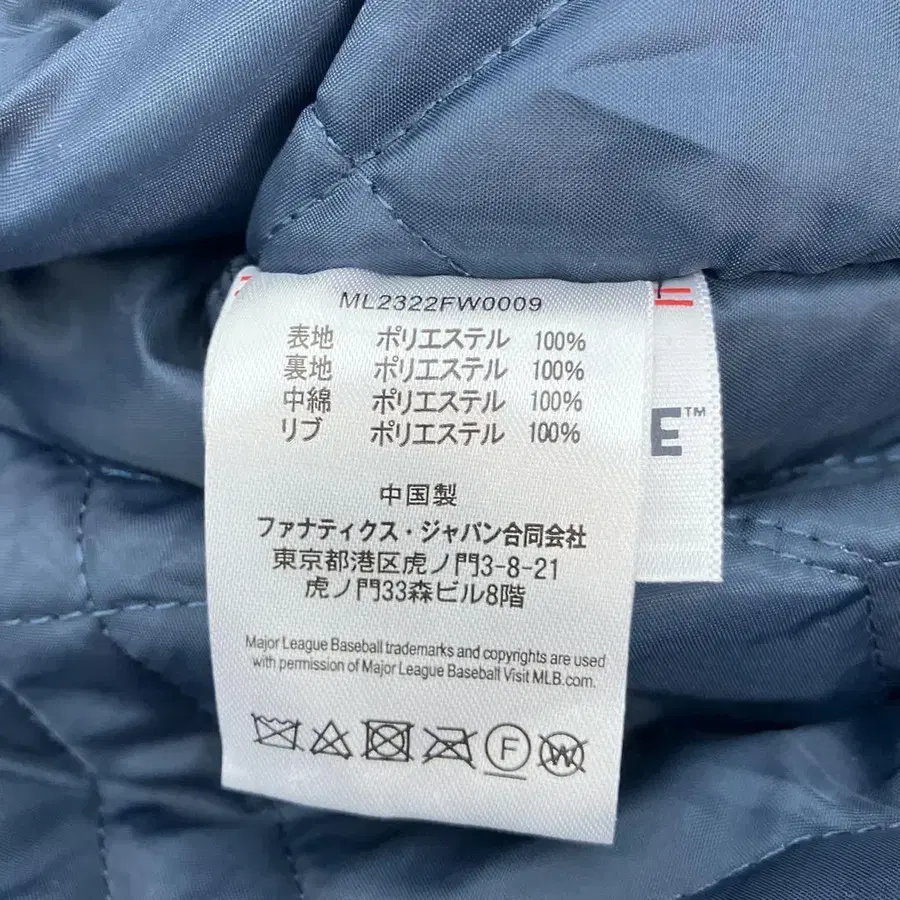 ML2322FW0009
表地 ポリエステル 100%
裏地 ポリエステル 100%
中綿 ポリエステル 100%
リブ ポリエステル 100%
中国製
ファナティクス・ジャパン合同会社
東京都港区虎ノ門3-8-21
虎ノ門33森ビル8階
Major League Baseball trademarks and copyrights are used
with permission of Major League Baseball Visit MLB.com.
F W
E™